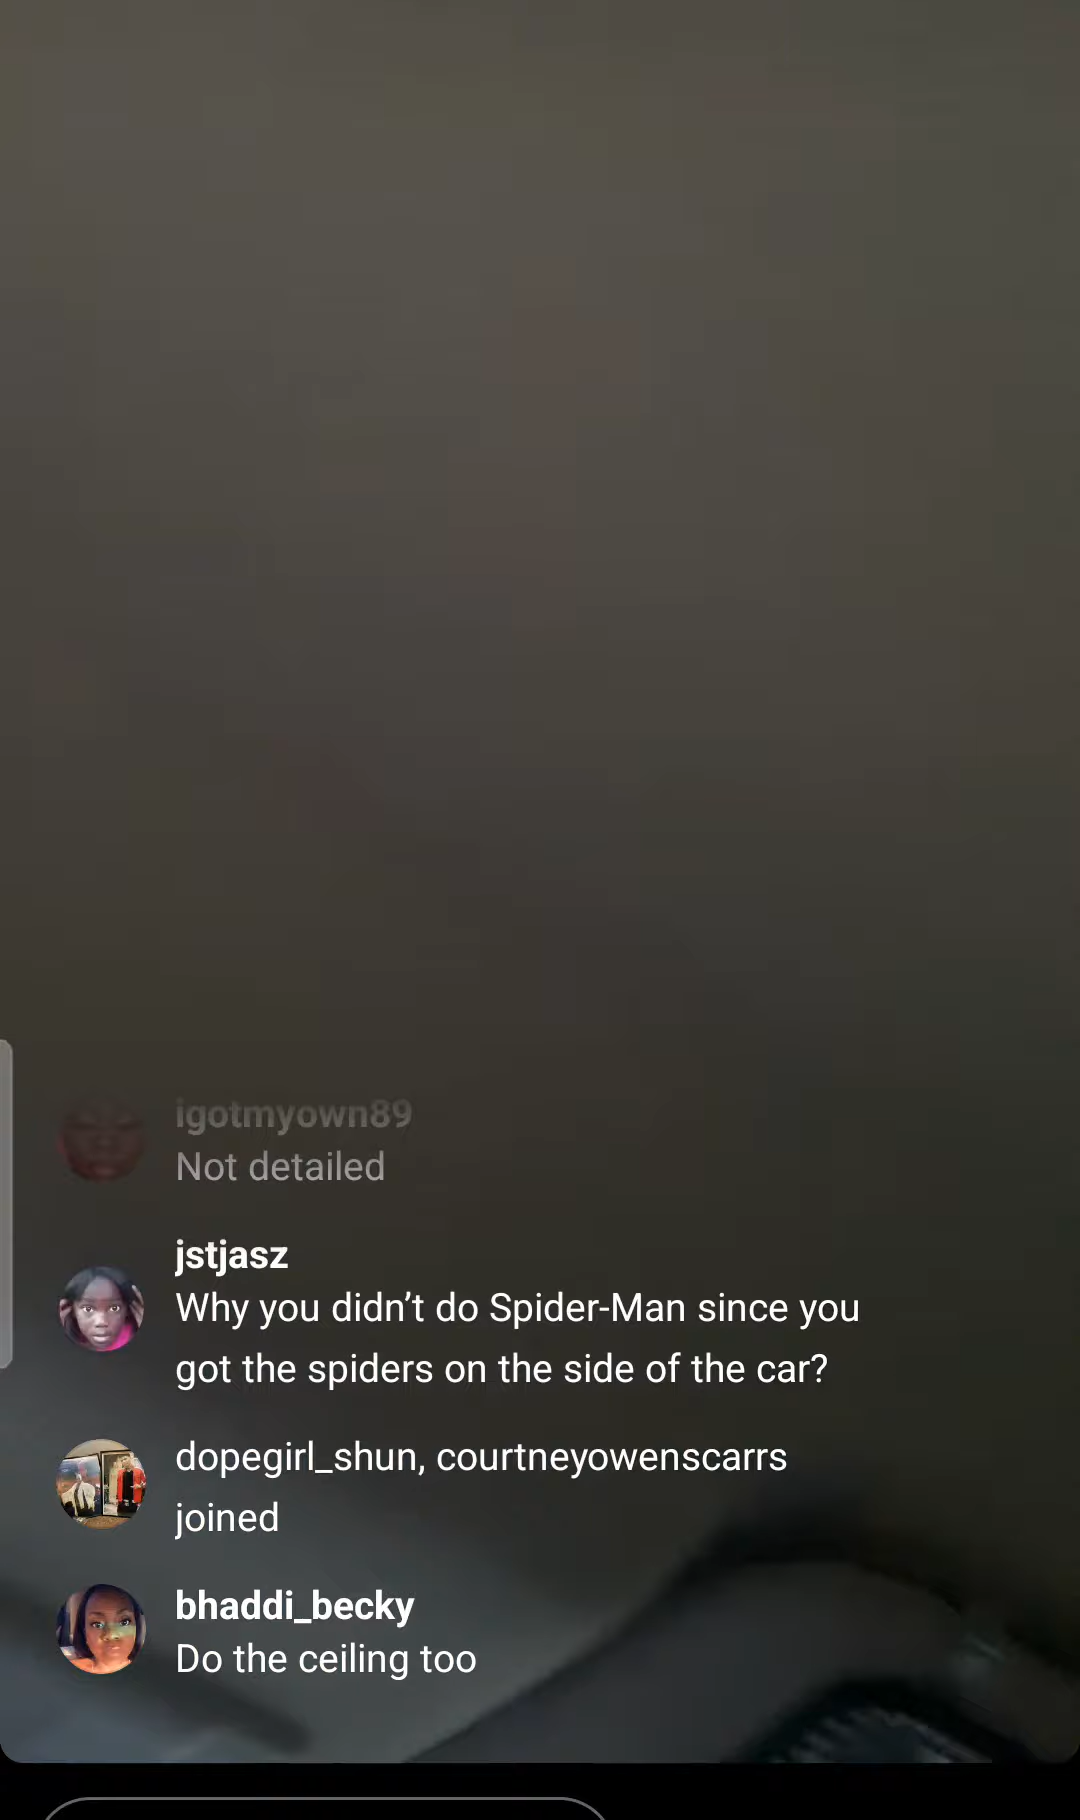 igotmyown89
Not detailed
jstjasz
Why you didn’t do Spider-Man since you
got the spiders on the side of the car?
dopegirl_shun, courtneyowenscarrs
joined
bhaddi_becky
Do the ceiling too